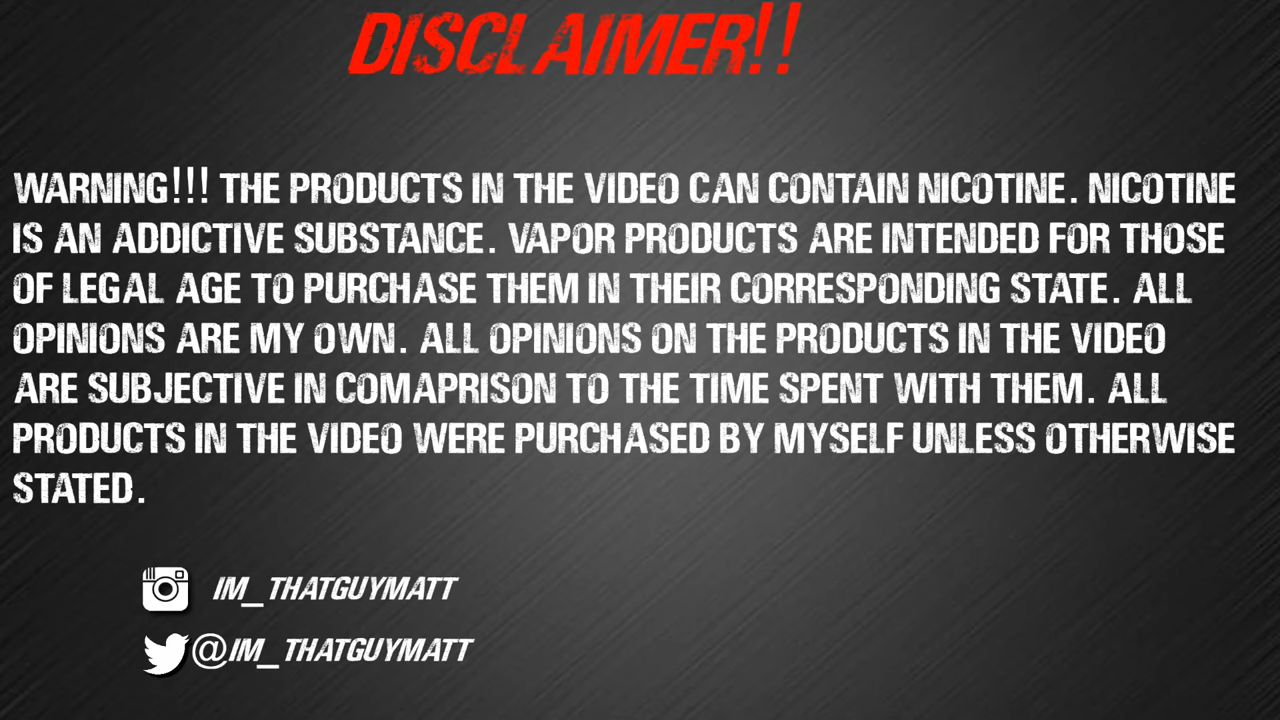 DISCLAIMER!!
WARNING!!! THE PRODUCTS IN THE VIDEO CAN CONTAIN NICOTINE. NICOTINE
IS AN ADDICTIVE SUBSTANCE. VAPOR PRODUCTS ARE INTENDED FOR THOSE
OF LEGAL AGE TO PURCHASE THEM IN THEIR CORRESPONDING STATE. ALL
OPINIONS ARE MY OWN. ALL OPINIONS ON THE PRODUCTS IN THE VIDEO
ARE SUBJECTIVE IN COMAPRISON TO THE TIME SPENT WITH THEM. ALL
PRODUCTS IN THE VIDEO WERE PURCHASED BY MYSELF UNLESS OTHERWISE
STATED.
IM_THATGUYMATT
@IM_THATGUYMATT